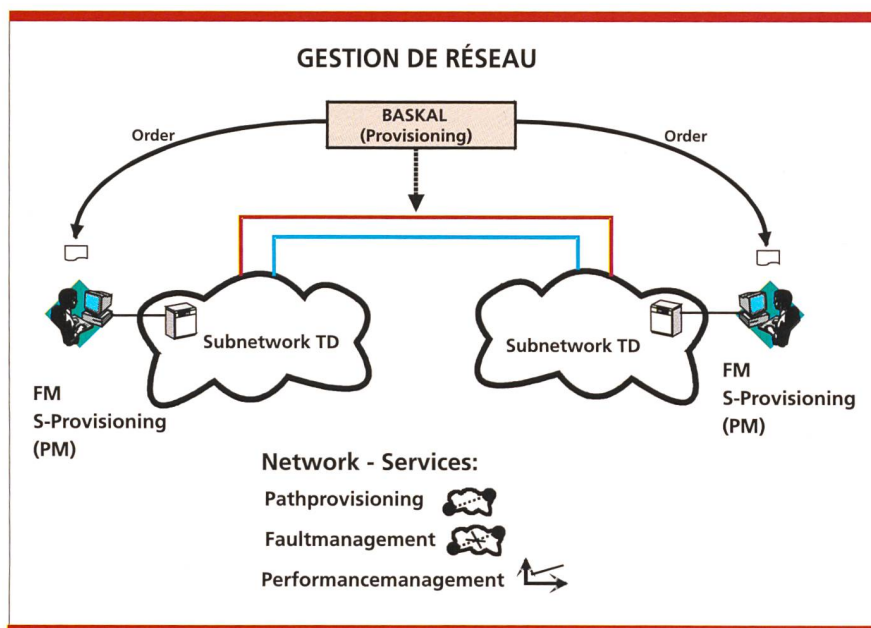 GESTION DE RÉSEAU
BASKAL
(Provisioning)
Order
Order
Subnetwork TD
Subnetwork TD
FM
S-Provisioning
(PM)
FM
S-Provisioning
(PM)
Network - Services:
Pathprovisioning
Faultmanagement
Performancemanagement